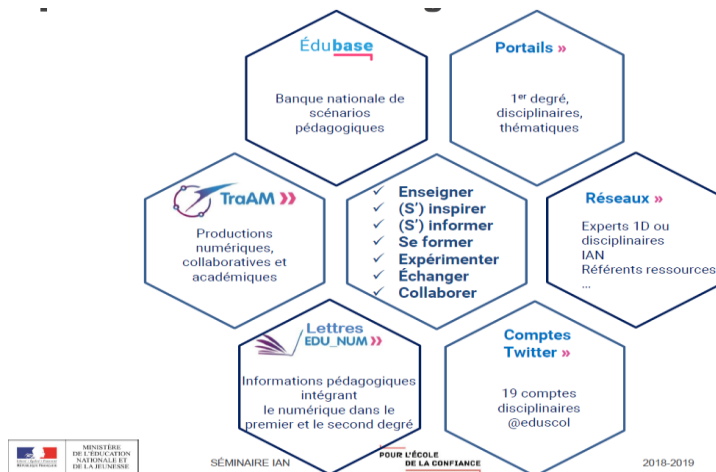 Édubase
Banque nationale de
scénarios
pédagogiques
Portails »
1er degré,
disciplinaires,
thématiques
TraAM »
Productions
numériques,
collaboratives et
académiques
✓ Enseigner
✓ (S') inspirer
✓ (S') informer
✓ Se former
✓ Expérimenter
✓ Échanger
✓ Collaborer
Réseaux »
Experts 1D ou
disciplinaires
IAN
Référents ressources
...
Lettres
EDU_NUM »
Informations pédagogiques
intégrant
le numérique dans le
premier et le second degré
Comptes
Twitter »
19 comptes
disciplinaires
@eduscol
MINISTÈRE
DE L'ÉDUCATION
NATIONALE ET
DE LA JEUNESSE
SÉMINAIRE IAN
POUR L'ÉCOLE
DE LA CONFIANCE
2018-2019